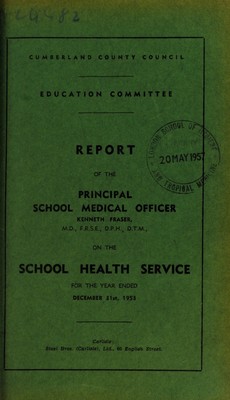 CUMBERLAND COUNTY COUNCIL
EDUCATION COMMITTEE
REPORT
OF THE
PRINCIPAL
SCHOOL MEDICAL OFFICER
KENNETH FRASER,
M.D., F.R.S.E., D.P.H., D.T.M.,
ON THE
SCHOOL HEALTH SERVICE
FOR THE YEAR ENDED
DECEMBER 31st, 1955
20 MAY 1957
Carlisle:
Steel Bros. (Carlisle), Ltd., 60 English Street.